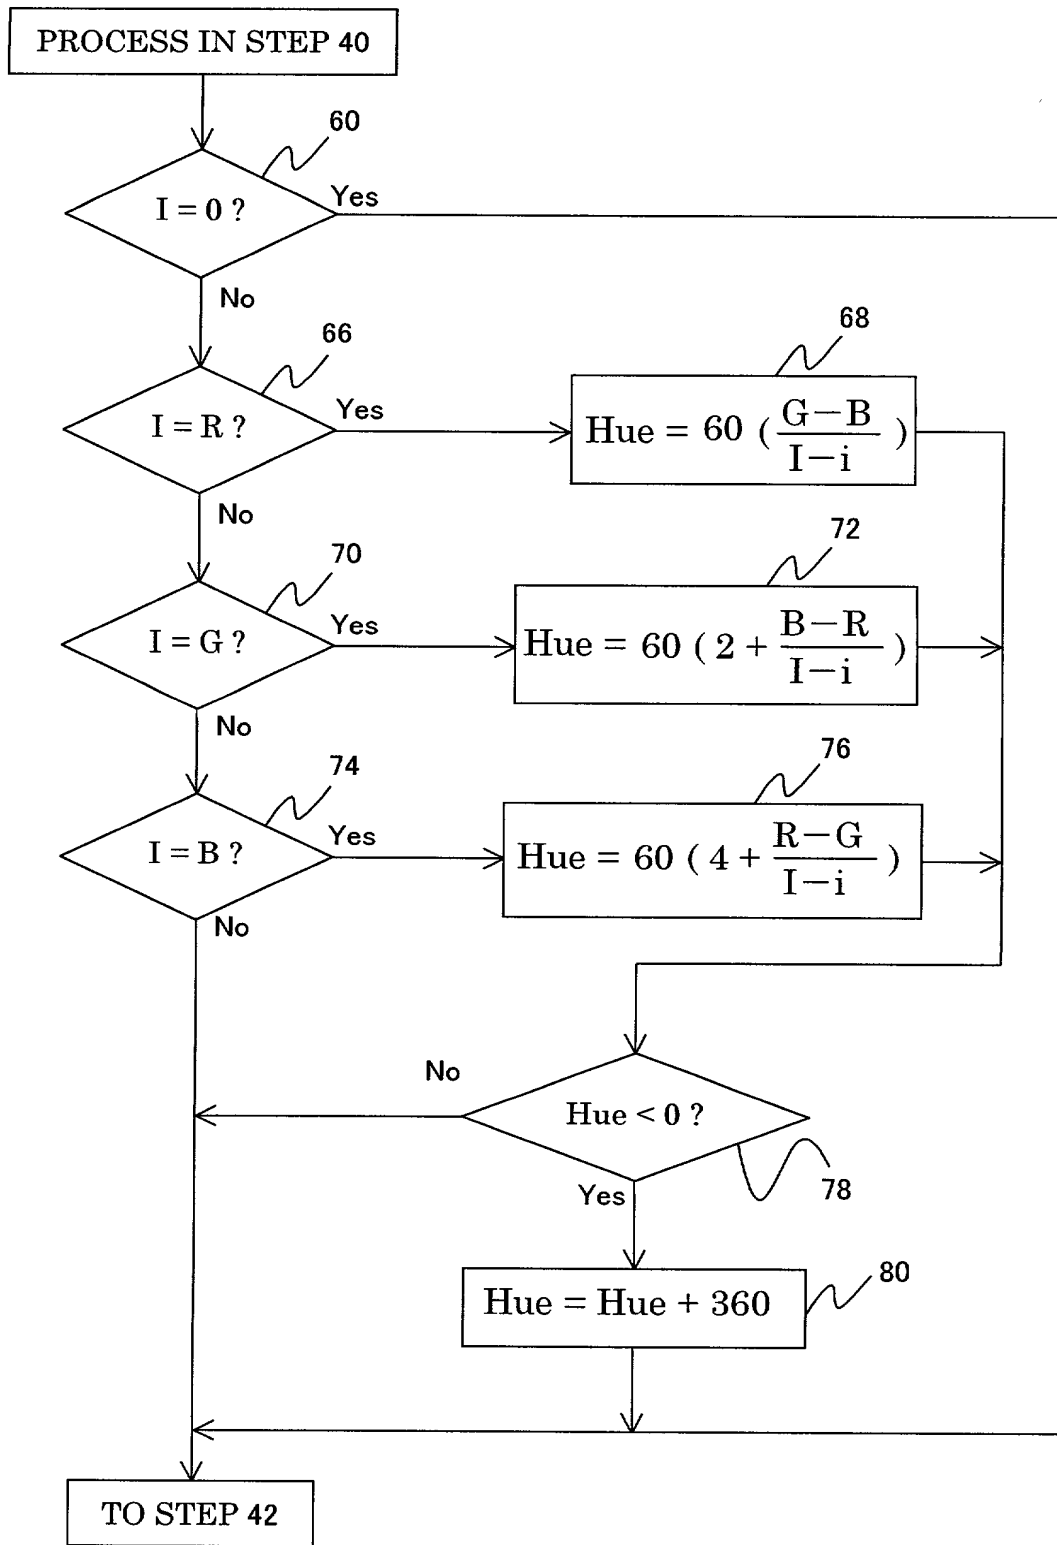 PROCESS IN STEP 40
60
I = 0 ?
Yes
No
66
68
I = R ?
Yes
Hue = 60 ( G−B / I−i )
No
70
72
I = G ?
Yes
Hue = 60 ( 2 + B−R / I−i )
No
74
76
I = B ?
Yes
Hue = 60 ( 4 + R−G / I−i )
No
No
Hue < 0 ?
78
Yes
80
Hue = Hue + 360
TO STEP 42